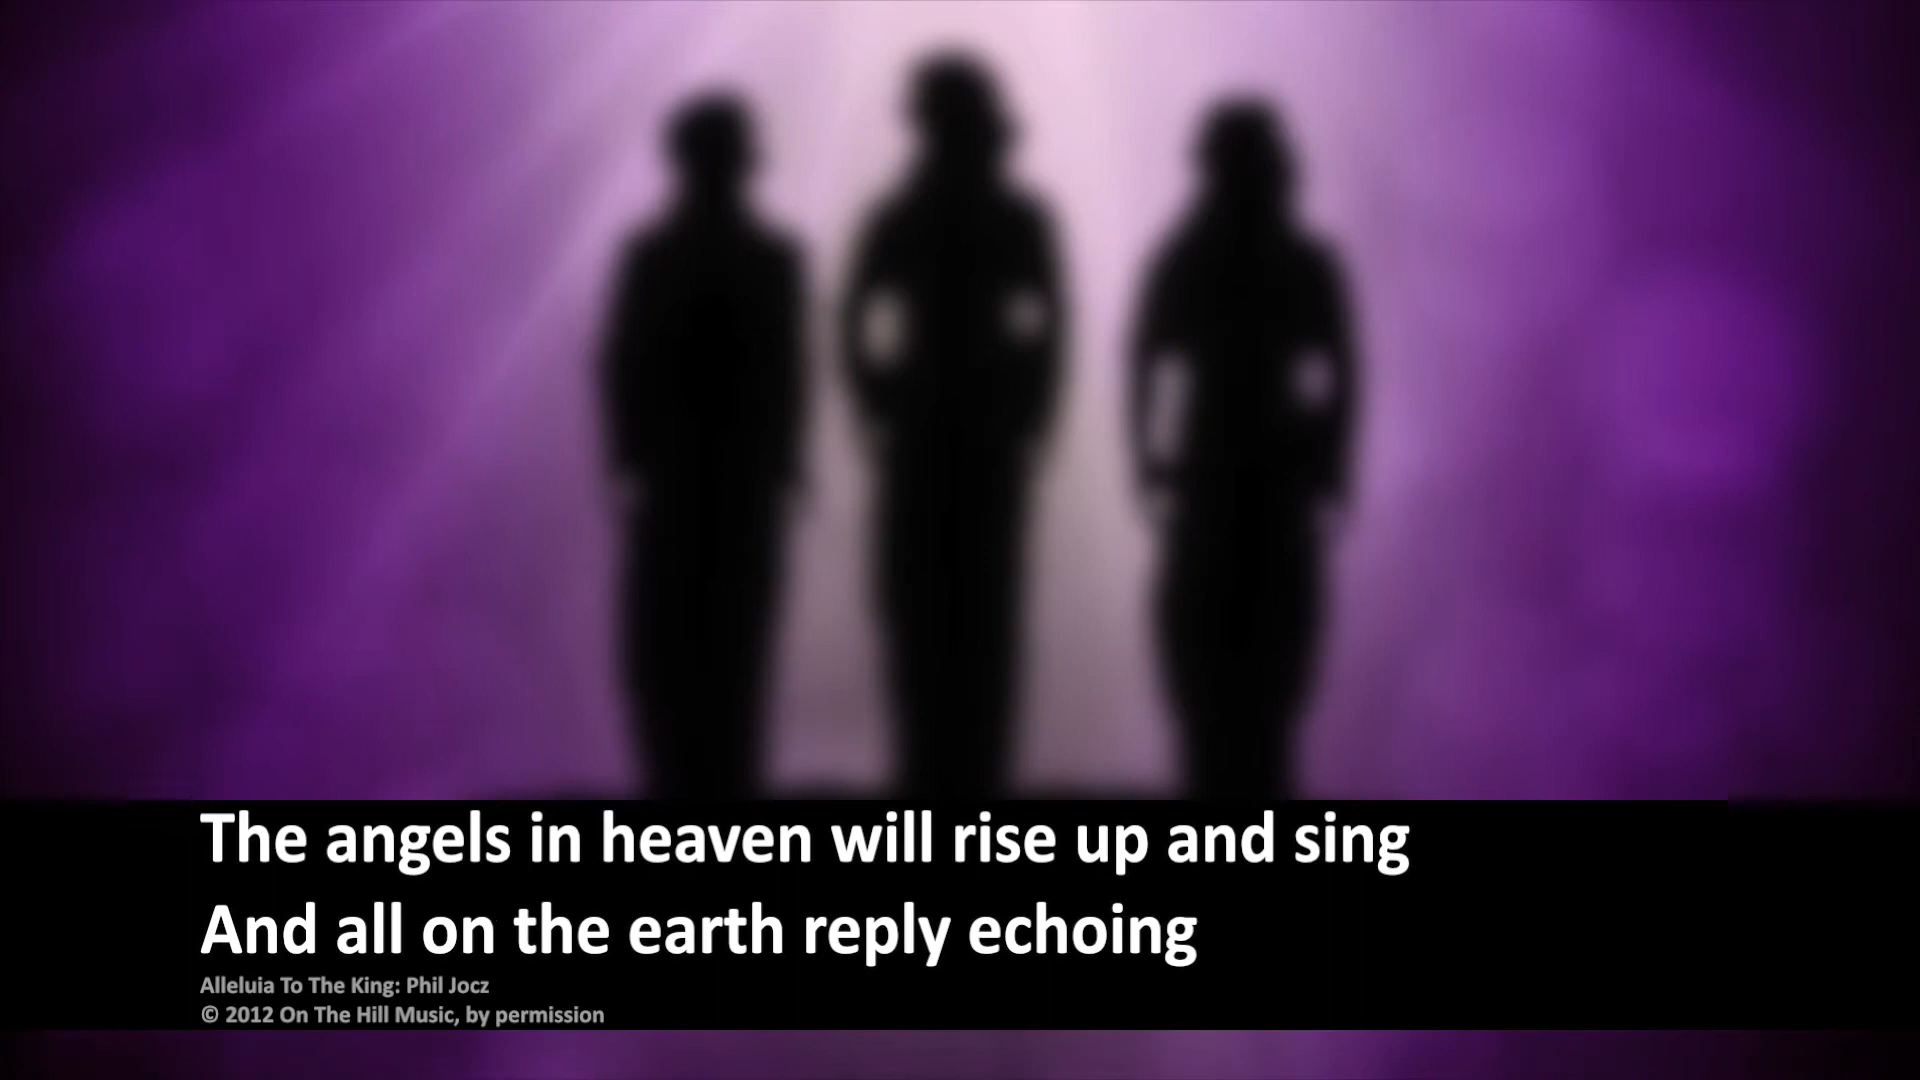 The angels in heaven will rise up and sing
And all on the earth reply echoing
Alleluia To The King: Phil Jocz
© 2012 On The Hill Music, by permission